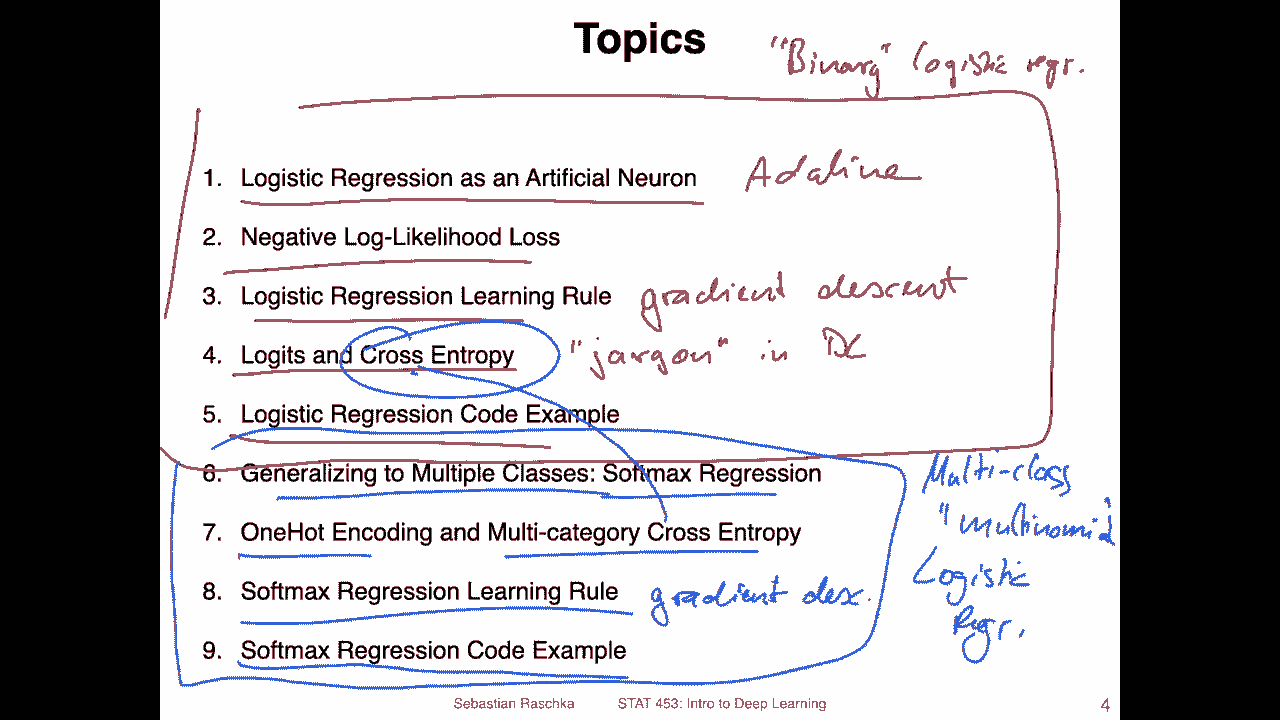 Topics
"Binary" logistic regr.
1. Logistic Regression as an Artificial Neuron Adaline
2. Negative Log-Likelihood Loss
3. Logistic Regression Learning Rule gradient descent
4. Logits and Cross Entropy "jargon" in DL
5. Logistic Regression Code Example
6. Generalizing to Multiple Classes: Softmax Regression
Multi-class
7. OneHot Encoding and Multi-category Cross Entropy
"multinomial
Logistic
Regr.
8. Softmax Regression Learning Rule gradient desc.
9. Softmax Regression Code Example
Sebastian Raschka STAT 453: Intro to Deep Learning 4